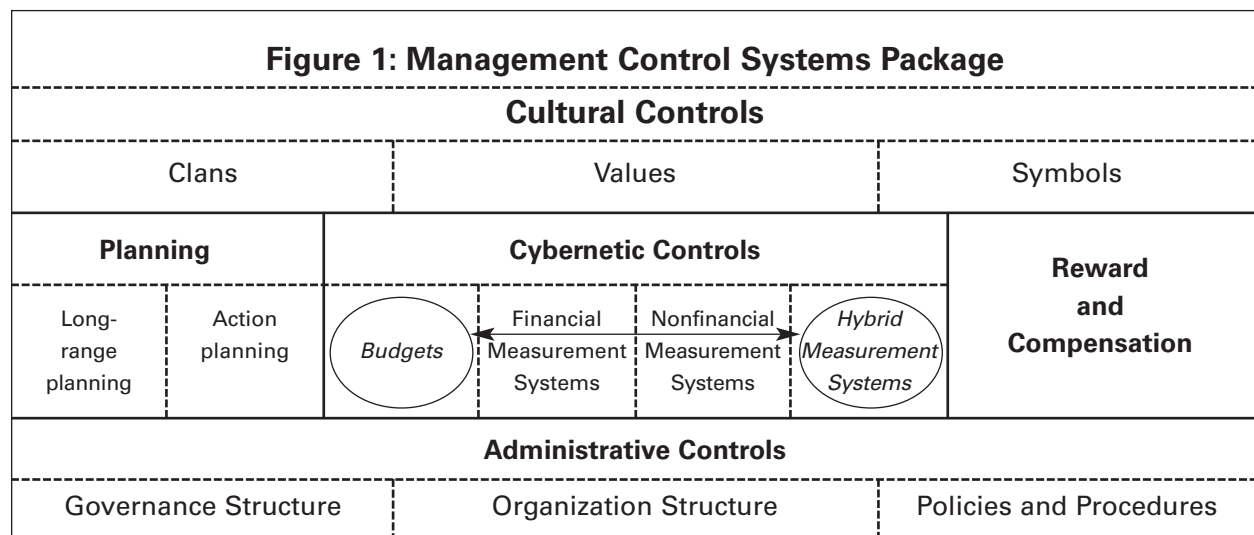 Figure 1: Management Control Systems Package
Cultural Controls
Clans
Values
Symbols
Planning
Cybernetic Controls
Reward
and
Compensation
Long-
range
planning
Action
planning
Budgets
Financial
Measurement
Systems
Nonfinancial
Measurement
Systems
Hybrid
Measurement
Systems
Administrative Controls
Governance Structure
Organization Structure
Policies and Procedures